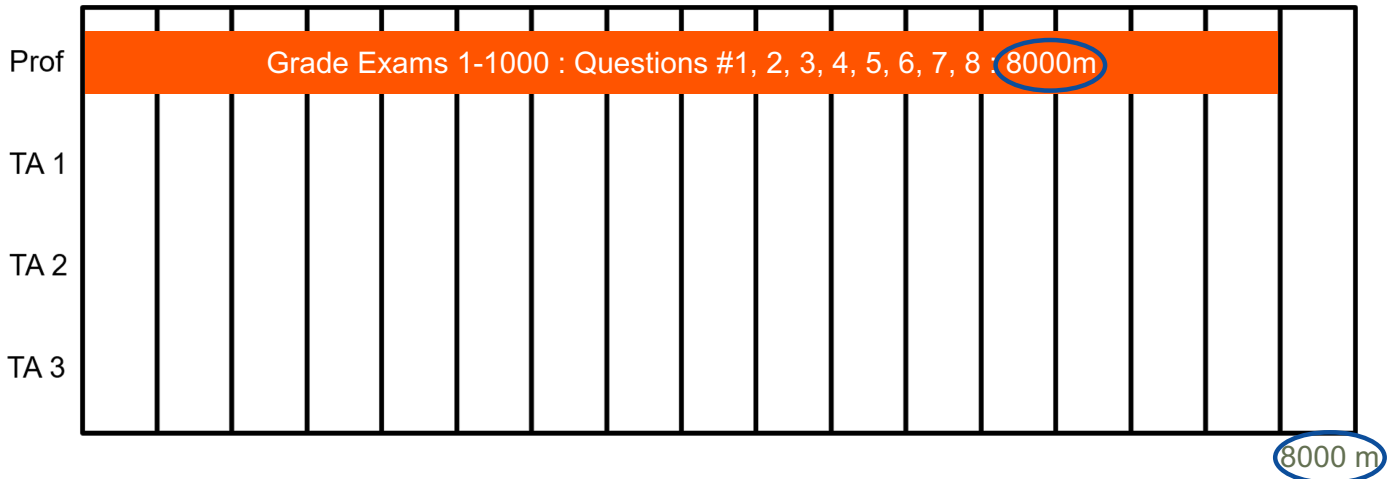 Prof
Grade Exams 1-1000 : Questions #1, 2, 3, 4, 5, 6, 7, 8 : 8000m
TA 1
TA 2
TA 3
8000 m